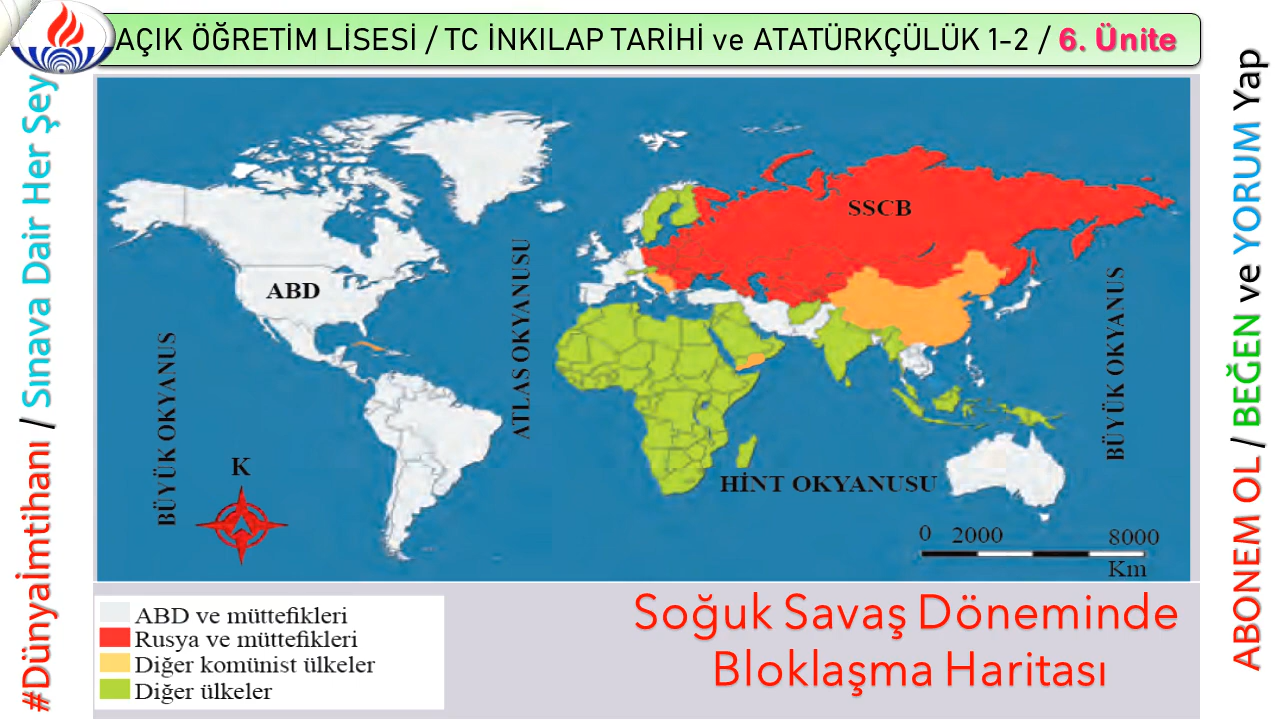 AÇIK ÖĞRETİM LİSESİ / TC İNKILAP TARİHİ ve ATATÜRKÇÜLÜK 1-2 / 6. Ünite
#Dünyaimtihanı / Sınava Dair Her Şey
SSCB
ABD
ATLAS OKYANUSU
BÜYÜK OKYANUS
BÜYÜK OKYANUS
K
HİNT OKYANUSU
0 2000 8000
Km
ABD ve müttefikleri
Rusya ve müttefikleri
Diğer komünist ülkeler
Diğer ülkeler
Soğuk Savaş Döneminde
Bloklaşma Haritası
ABONEM OL / BEĞEN ve YORUM Yap